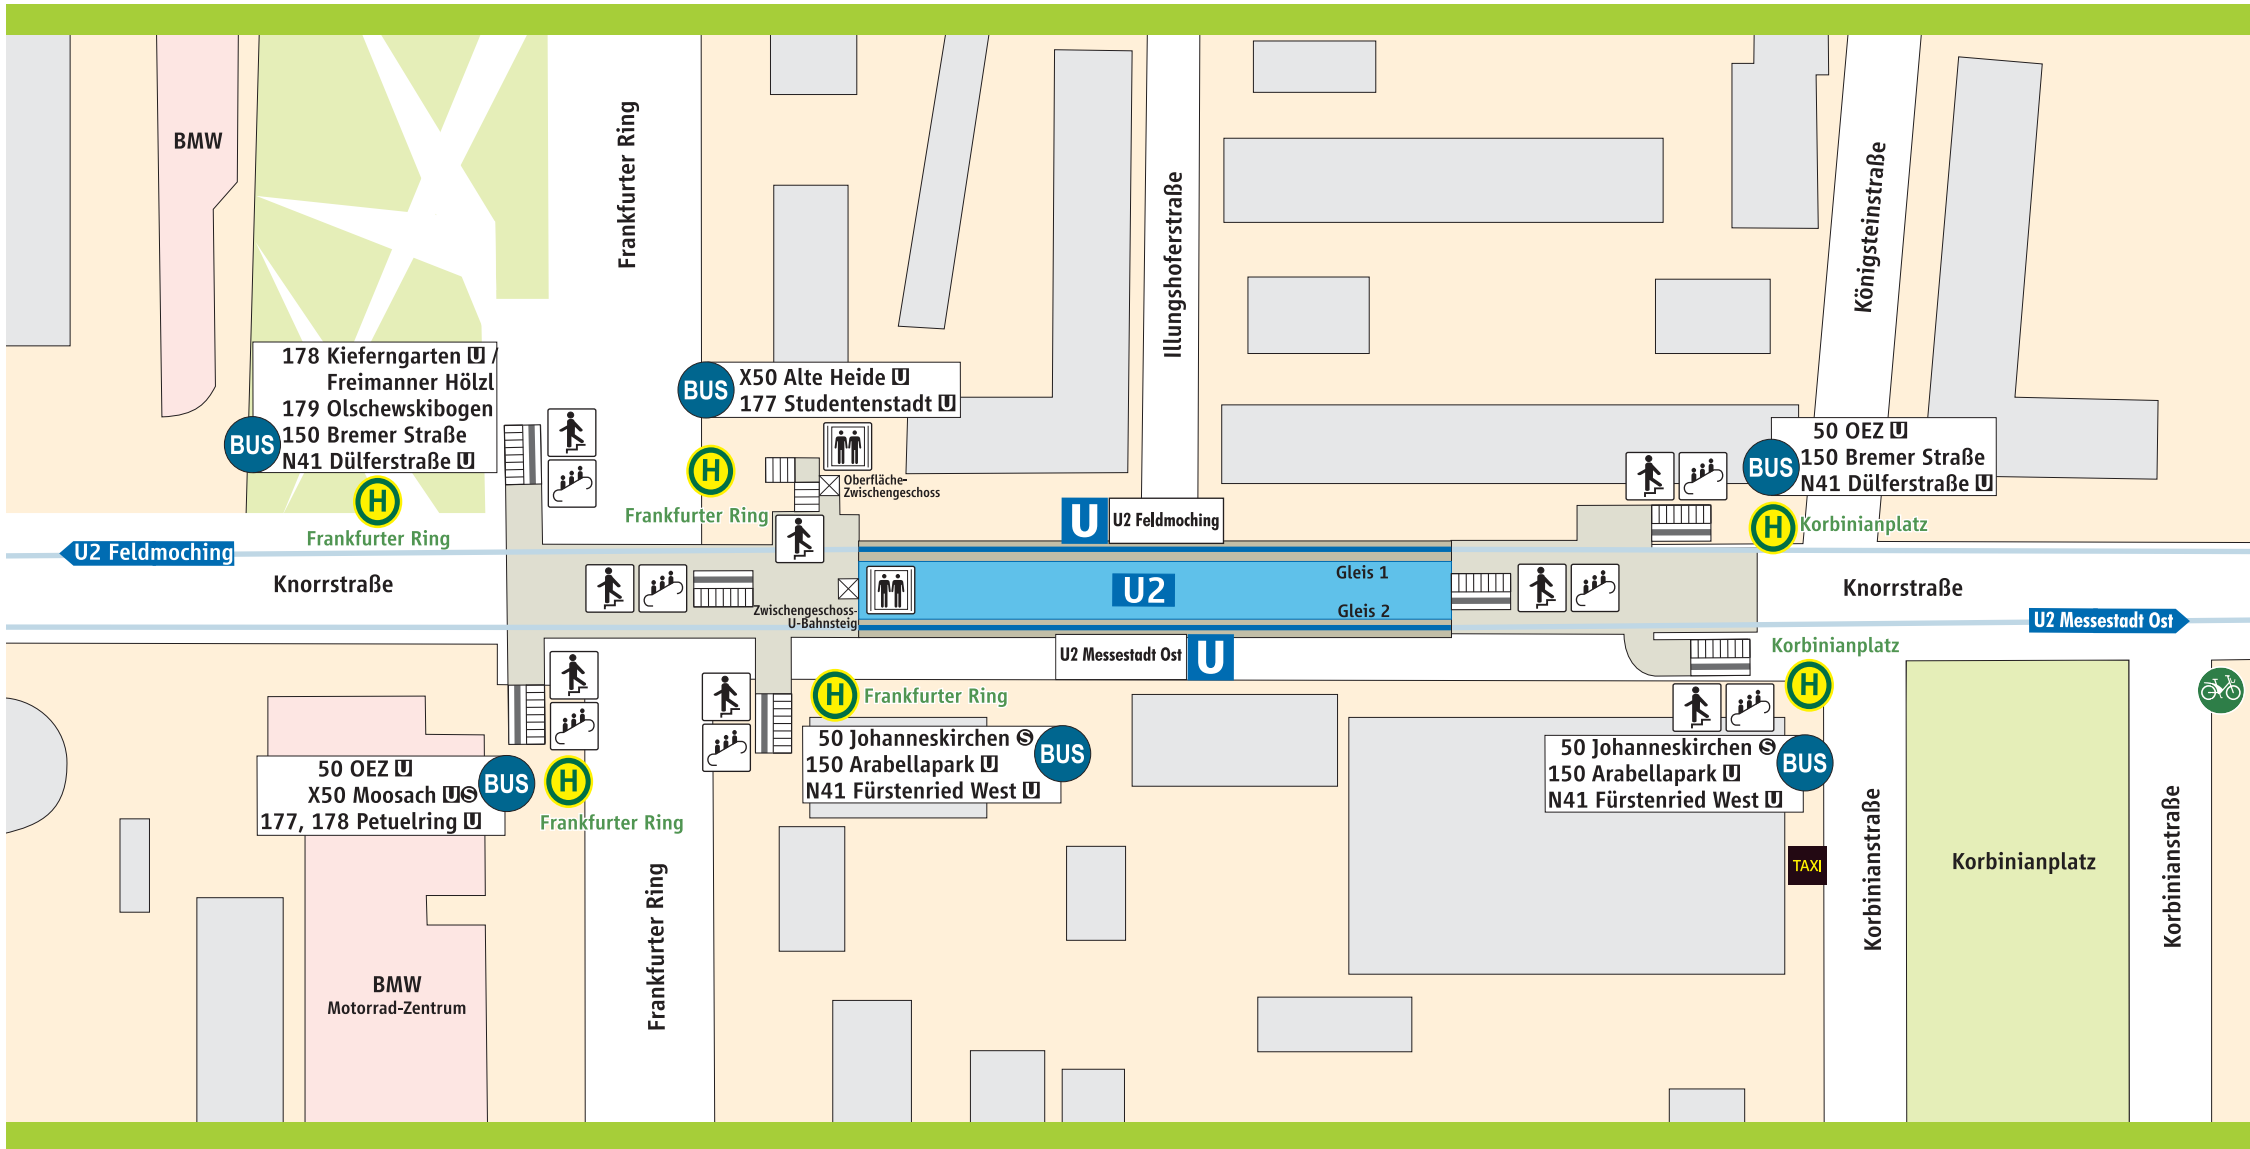 BMW
Frankfurter Ring
Illungshoferstraße
Königsteinstraße
178 Kieferngarten U /
Freimanner Hölzl
179 Olschewskibogen
150 Bremer Straße
N41 Dülferstraße U
BUS
H
Frankfurter Ring
BUS
X50 Alte Heide U
177 Studentenstadt U
H
Frankfurter Ring
Oberfläche-
Zwischengeschoss
50 OEZ U
150 Bremer Straße
N41 Dülferstraße U
BUS
H
Korbinianplatz
U
U2 Feldmoching
U2 Feldmoching
Knorrstraße
Gleis 1
U2
Gleis 2
Zwischengeschoss-
U-Bahnsteig
Knorrstraße
U2 Messestadt Ost
U2 Messestadt Ost
U
Korbinianplatz
H
H
Frankfurter Ring
50 Johanneskirchen S
150 Arabellapark U
N41 Fürstenried West U
BUS
50 Johanneskirchen S
150 Arabellapark U
N41 Fürstenried West U
BUS
50 OEZ U
X50 Moosach U S
177, 178 Petuelring U
BUS
H
Frankfurter Ring
TAXI
Frankfurter Ring
Korbinianstraße
Korbinianplatz
Korbinianstraße
BMW
Motorrad-Zentrum